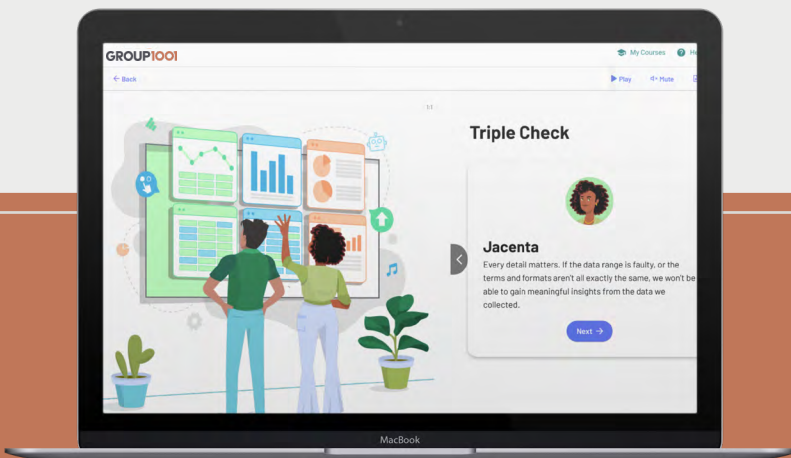 GROUP1001
My Courses
? He
← Back
Play
Mute
1:1
Triple Check
Jacenta
Every detail matters. If the data range is faulty, or the
terms and formats aren't all exactly the same, we won't be
able to gain meaningful insights from the data we
collected.
Next →
MacBook